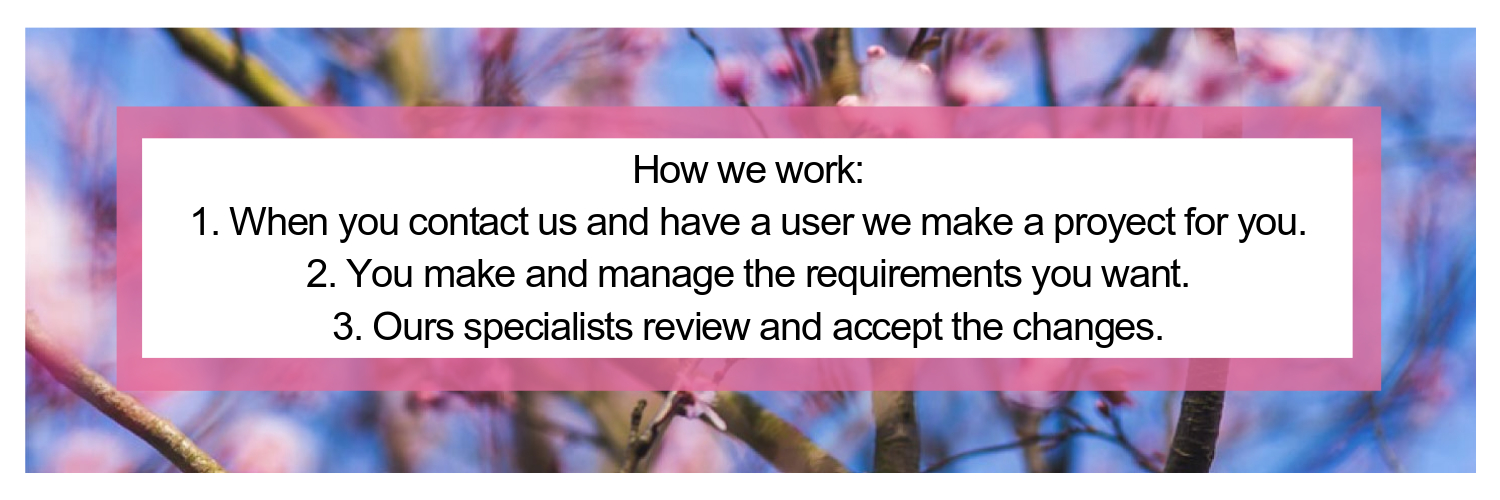 How we work:
1. When you contact us and have a user we make a proyect for you.
2. You make and manage the requirements you want.
3. Ours specialists review and accept the changes.